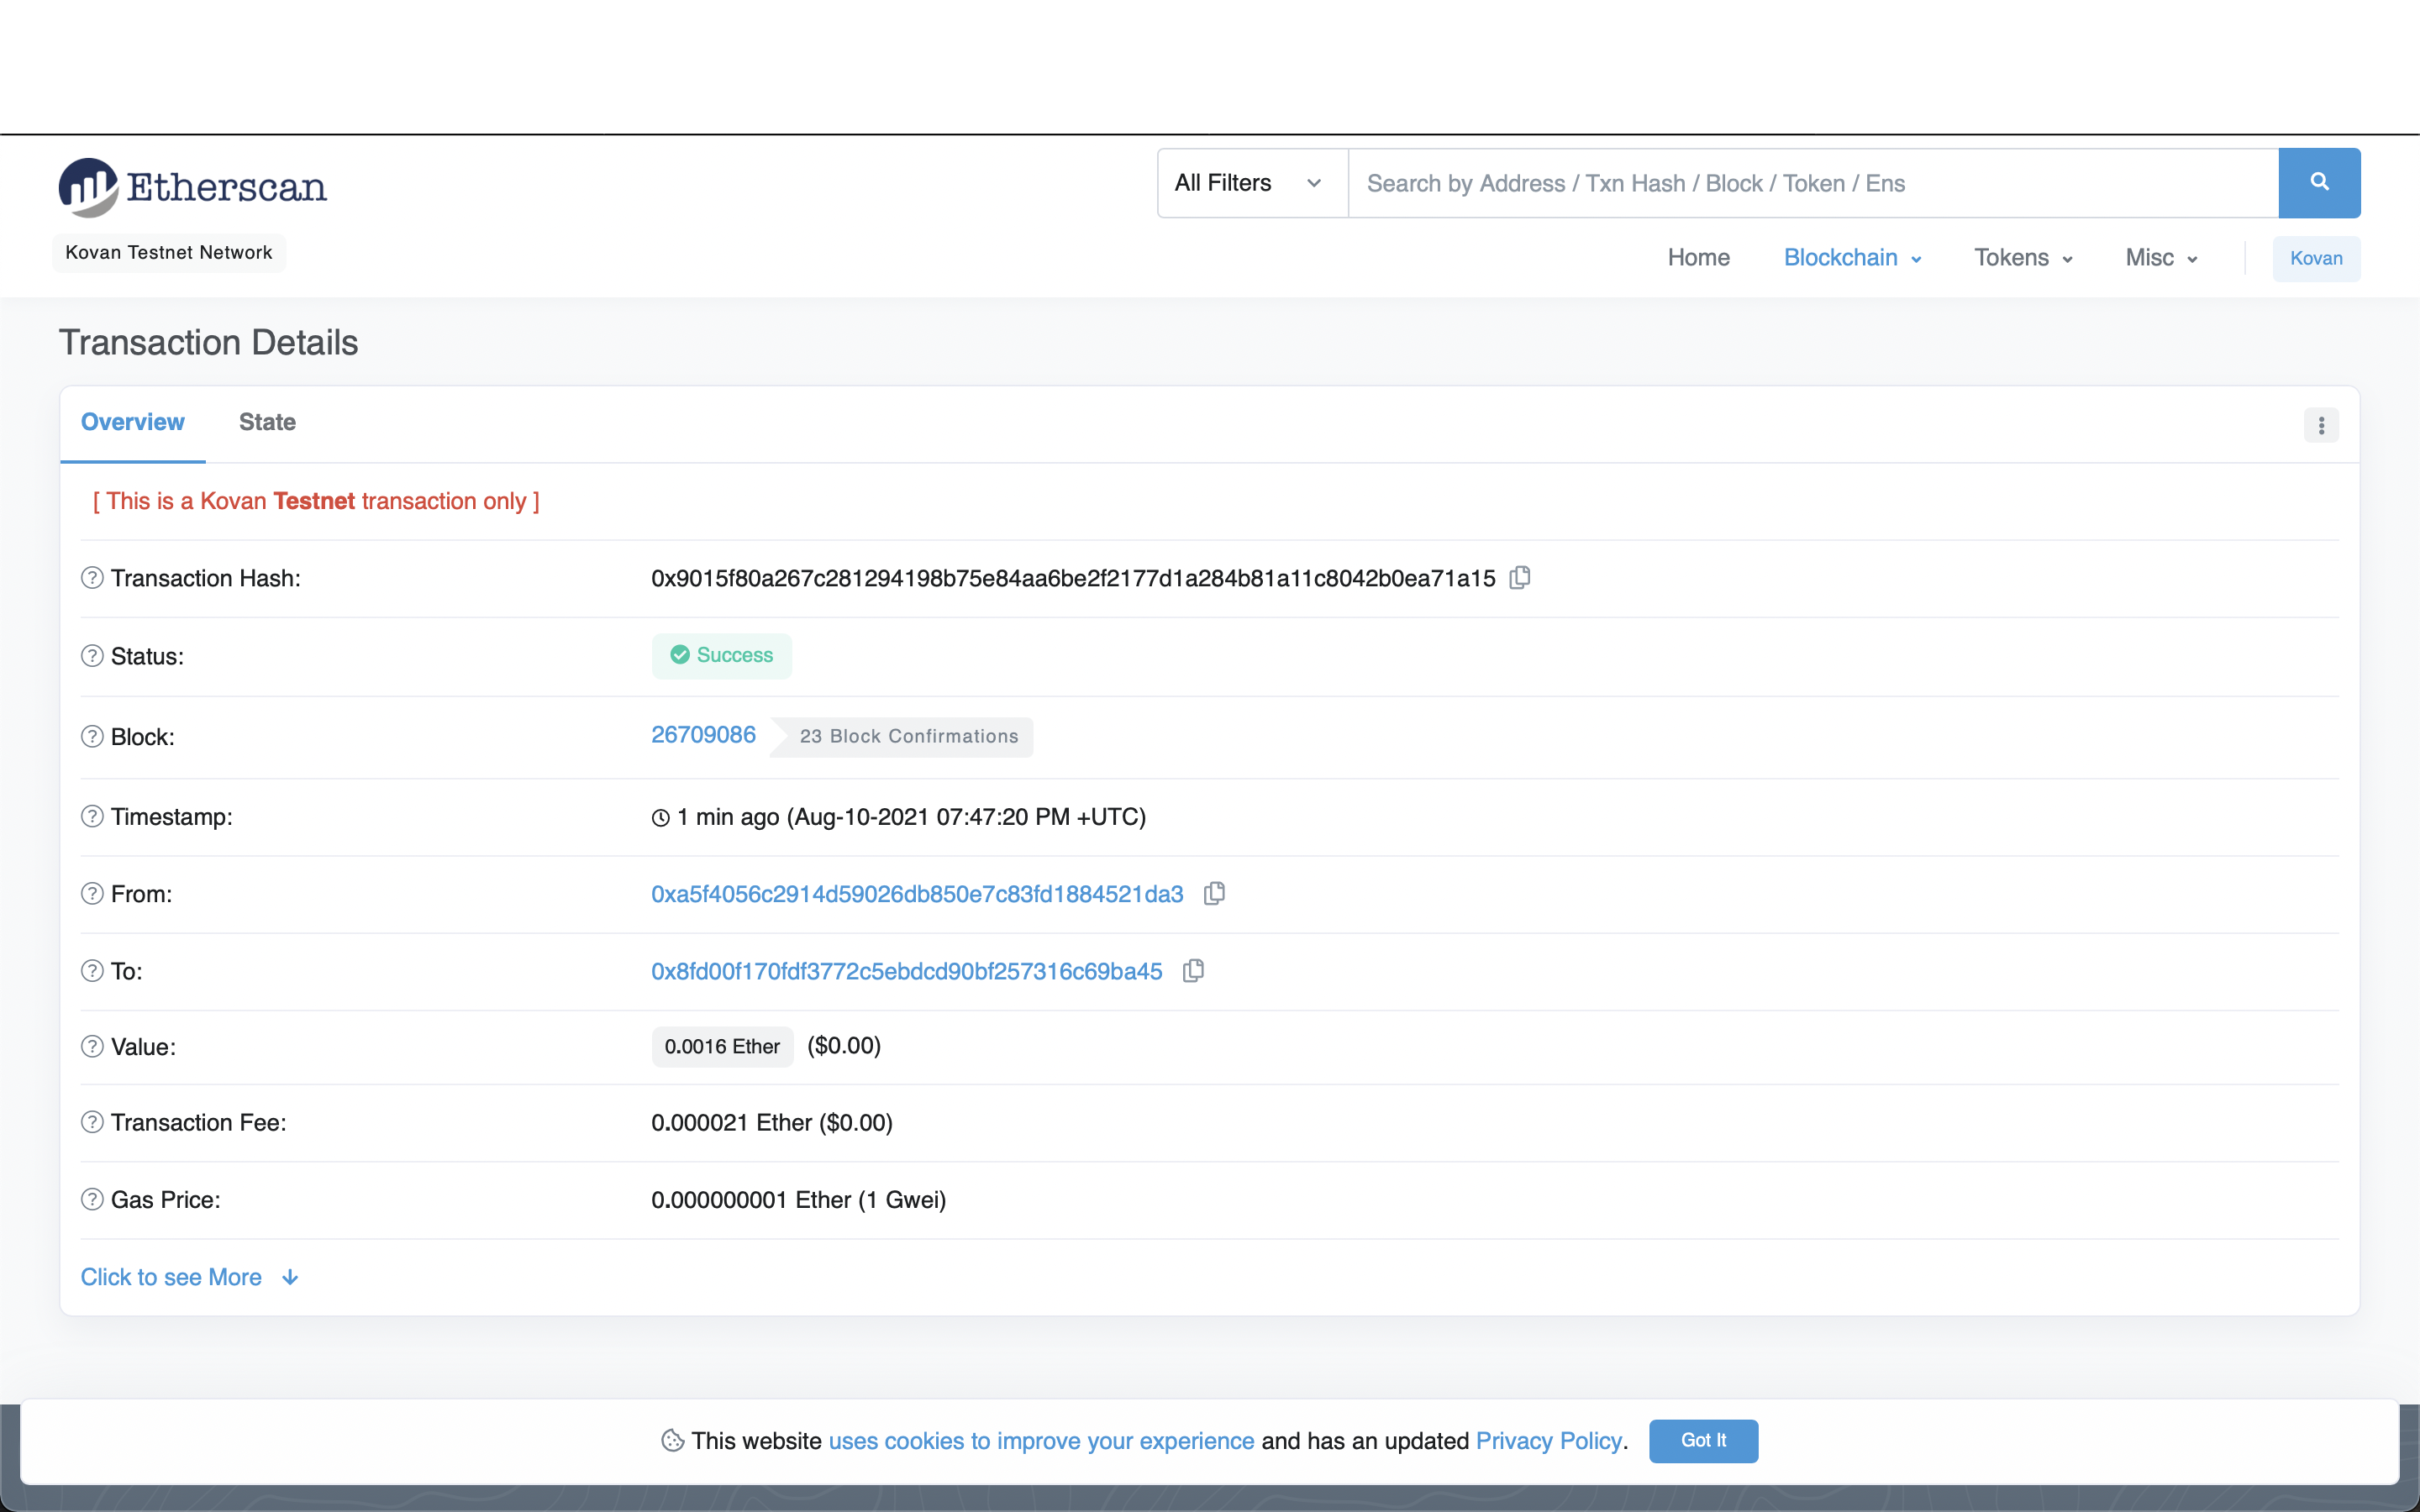 Etherscan
All Filters
Search by Address / Txn Hash / Block / Token / Ens
Kovan Testnet Network
Home Blockchain Tokens Misc Kovan
Transaction Details
Overview State
[ This is a Kovan Testnet transaction only ]
Transaction Hash: 0x9015f80a267c281294198b75e84aa6be2f2177d1a284b81a11c8042b0ea71a15
Status: Success
Block: 26709086 23 Block Confirmations
Timestamp: 1 min ago (Aug-10-2021 07:47:20 PM +UTC)
From: 0xa5f4056c2914d59026db850e7c83fd1884521da3
To: 0x8fd00f170fdf3772c5ebdcd90bf257316c69ba45
Value: 0.0016 Ether ($0.00)
Transaction Fee: 0.000021 Ether ($0.00)
Gas Price: 0.000000001 Ether (1 Gwei)
Click to see More
This website uses cookies to improve your experience and has an updated Privacy Policy. Got It